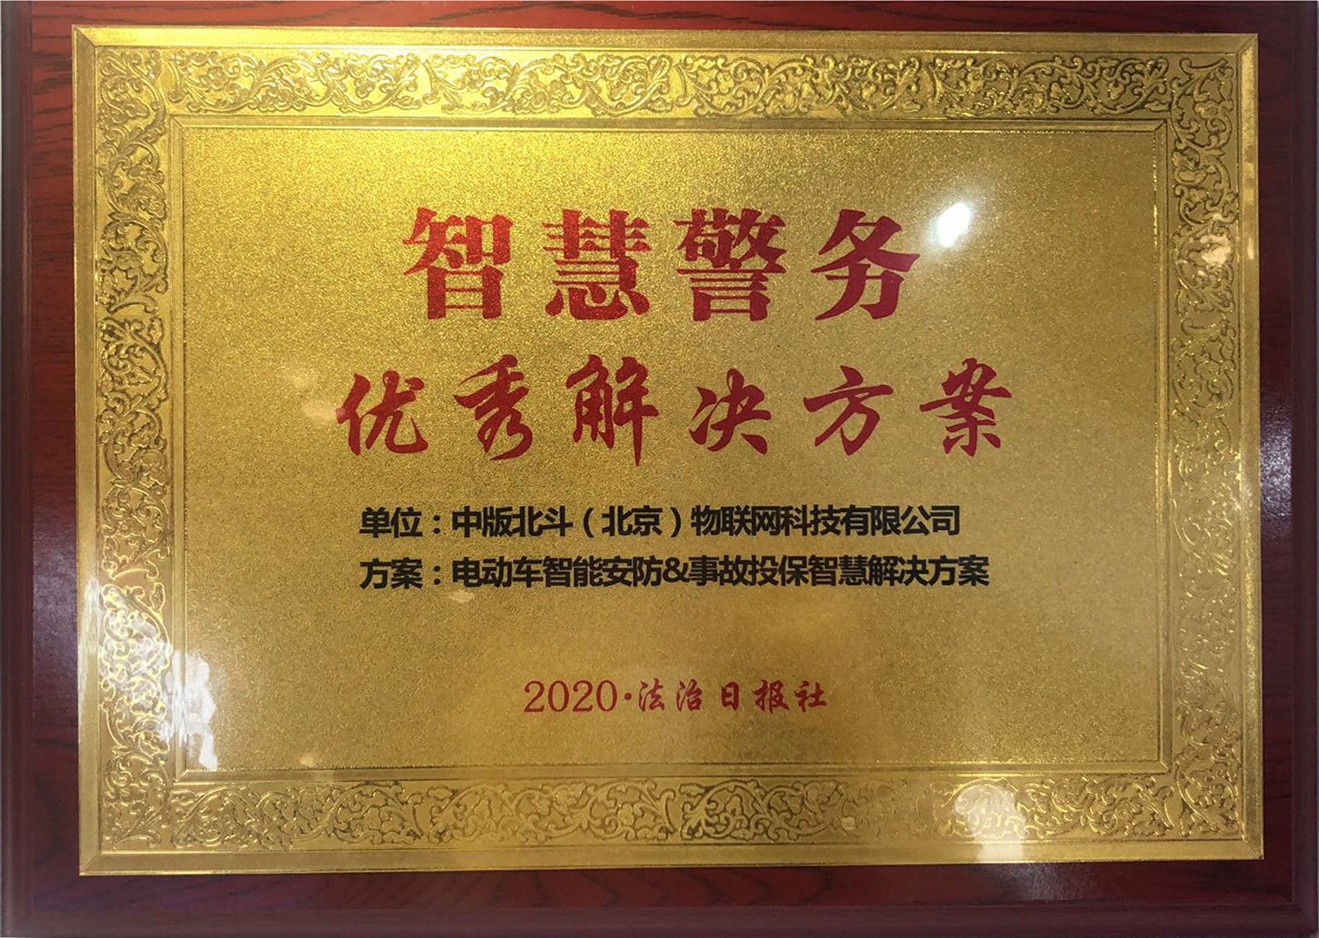 智慧警务
优秀解决方案
单位：中版北斗（北京）物联网科技有限公司
方案：电动车智能安防&事故投保智慧解决方案
2020·法治日报社